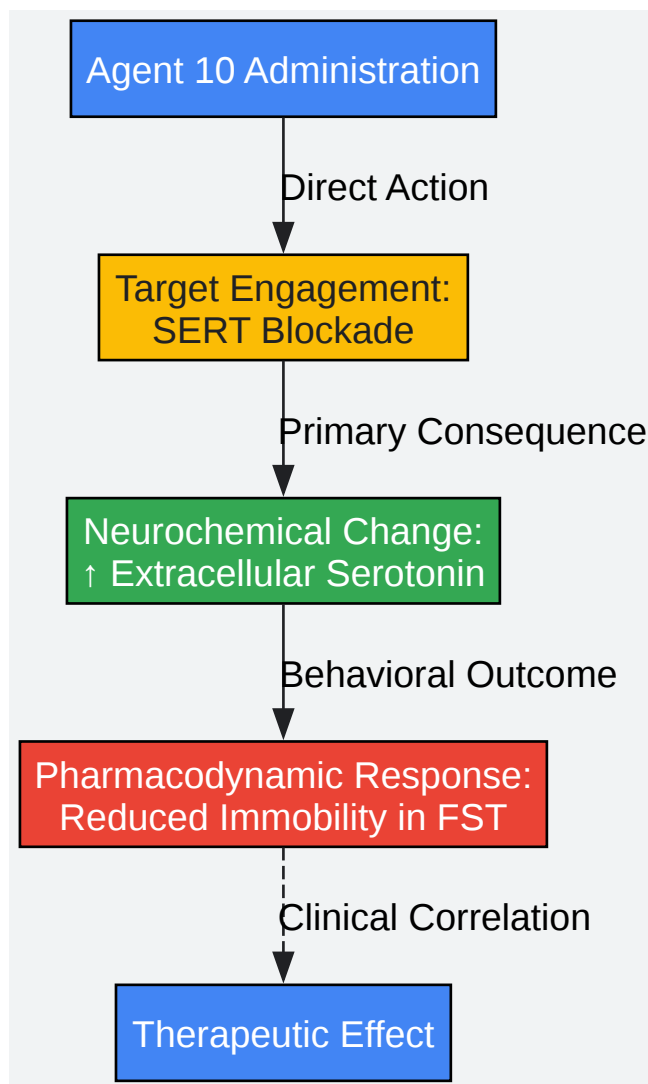 Agent 10 Administration
Direct Action
Target Engagement:
SERT Blockade
Primary Consequence
Neurochemical Change:
↑ Extracellular Serotonin
Behavioral Outcome
Pharmacodynamic Response:
Reduced Immobility in FST
Clinical Correlation
Therapeutic Effect